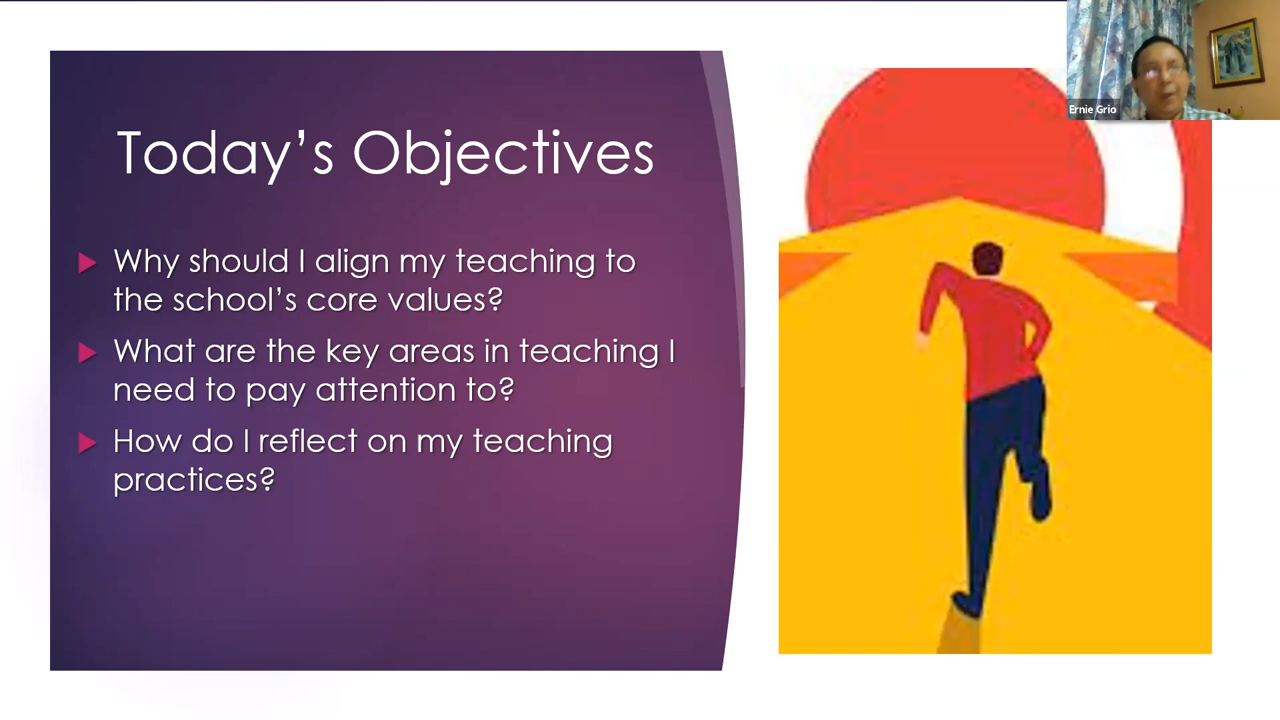 Today’s Objectives
Why should I align my teaching to
the school’s core values?
What are the key areas in teaching I
need to pay attention to?
How do I reflect on my teaching
practices?
Ernie Grio